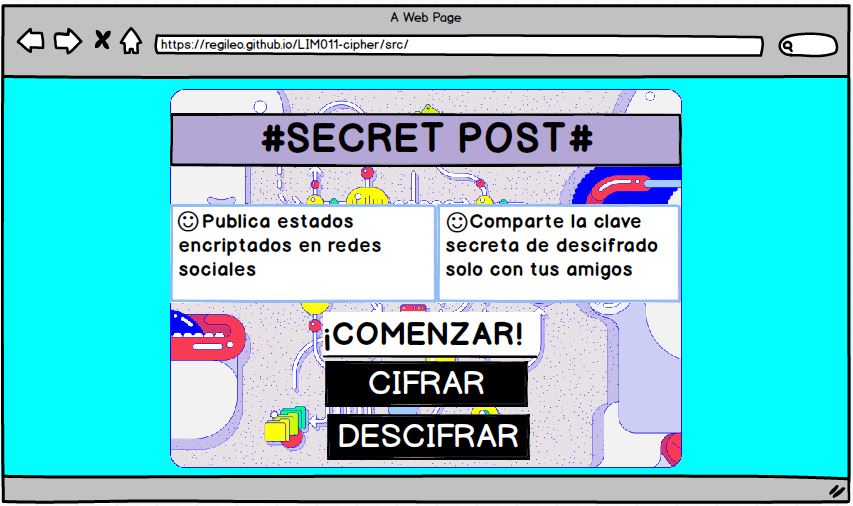 A Web Page
https://regileo.github.io/LIM011-cipher/src/
#SECRET POST#
Publica estados
encriptados en redes
sociales
Comparte la clave
secreta de descifrado
solo con tus amigos
¡COMENZAR!
CIFRAR
DESCIFRAR